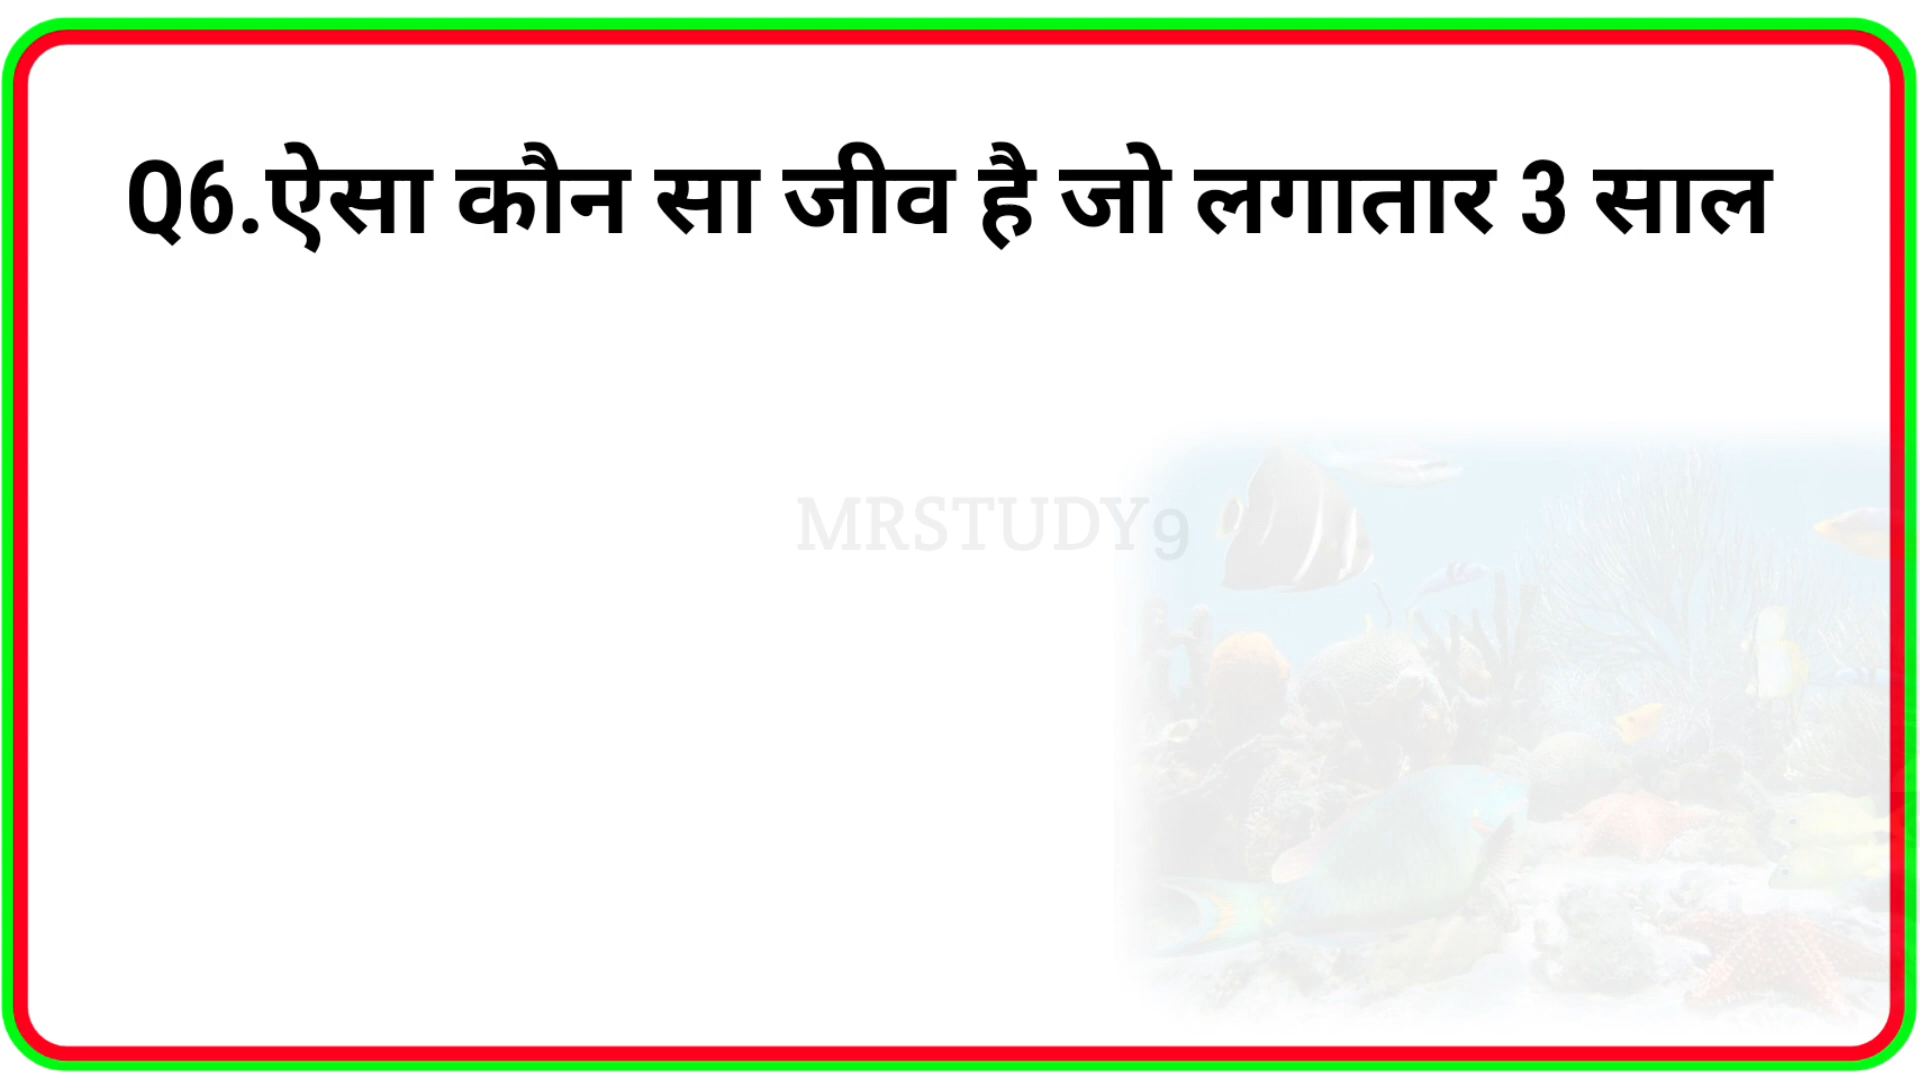 Q6.ऐसा कौन सा जीव है जो लगातार 3 साल
MRSTUDY9